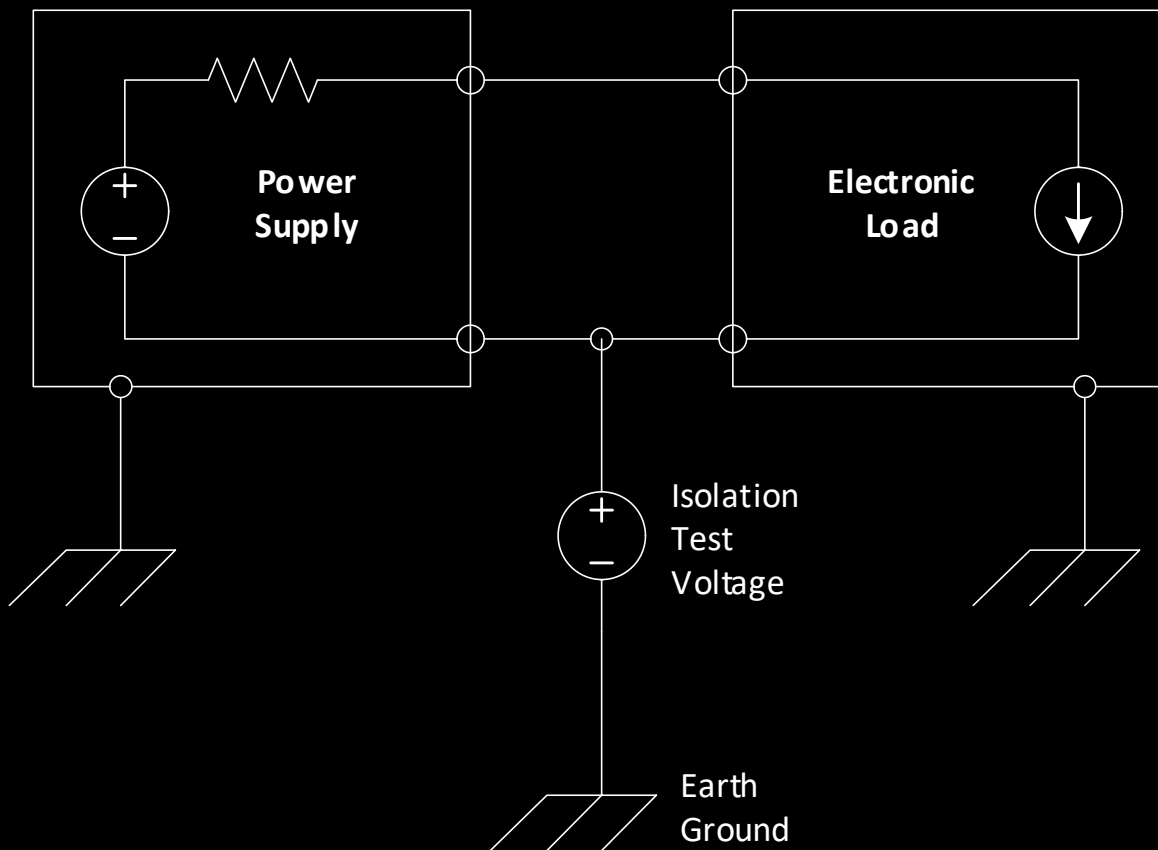 Power
Supply
Electronic
Load
+
−
+
−
Isolation
Test
Voltage
Earth
Ground